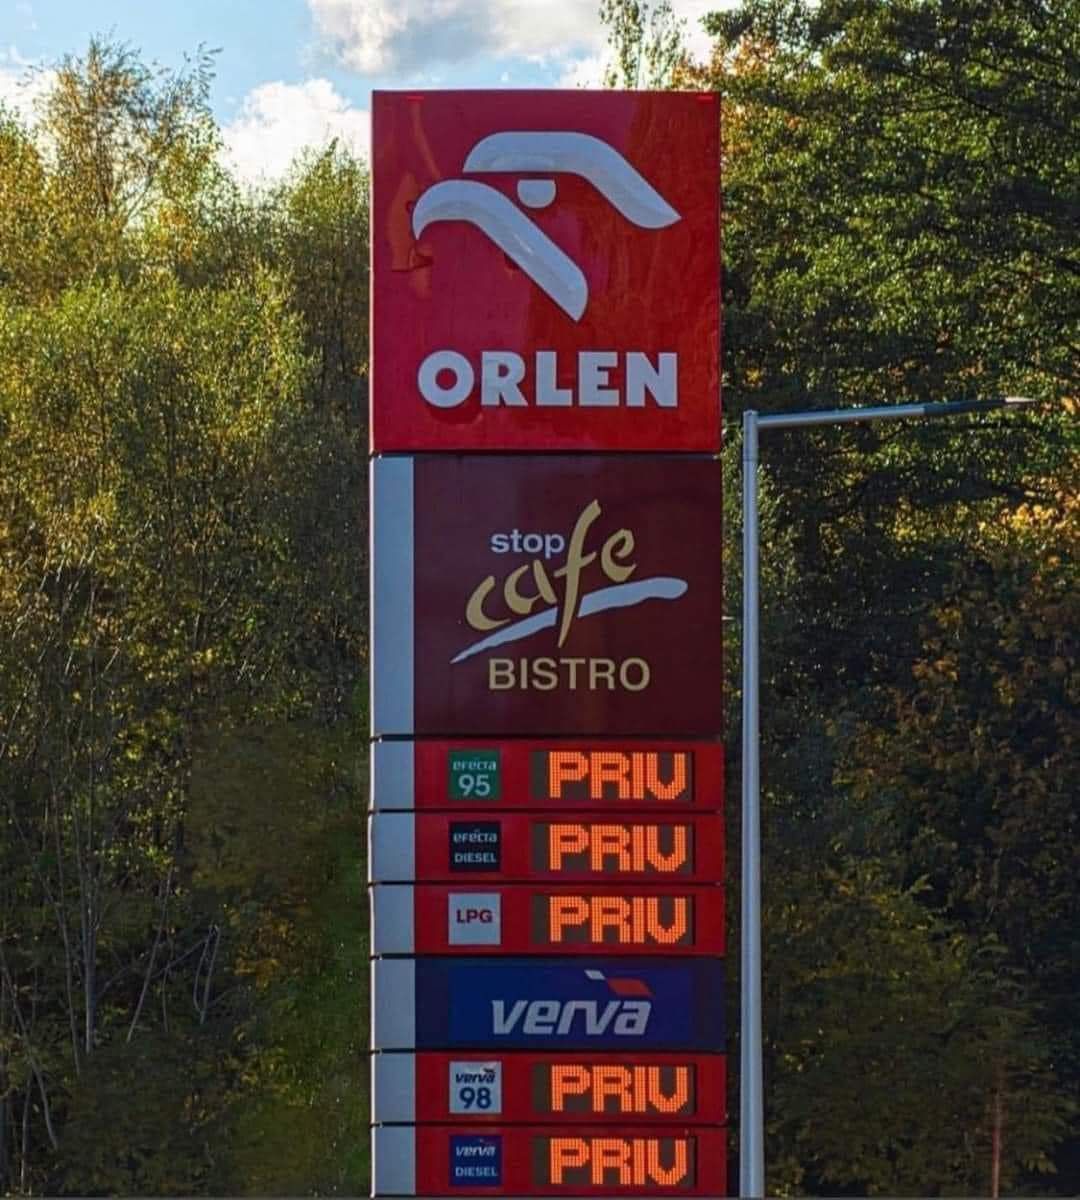 ORLEN
stop
cafe
BISTRO
efecta
95 PRIV
efecta
DIESEL PRIV
LPG PRIV
verva
verva
98 PRIV
verva
DIESEL PRIV